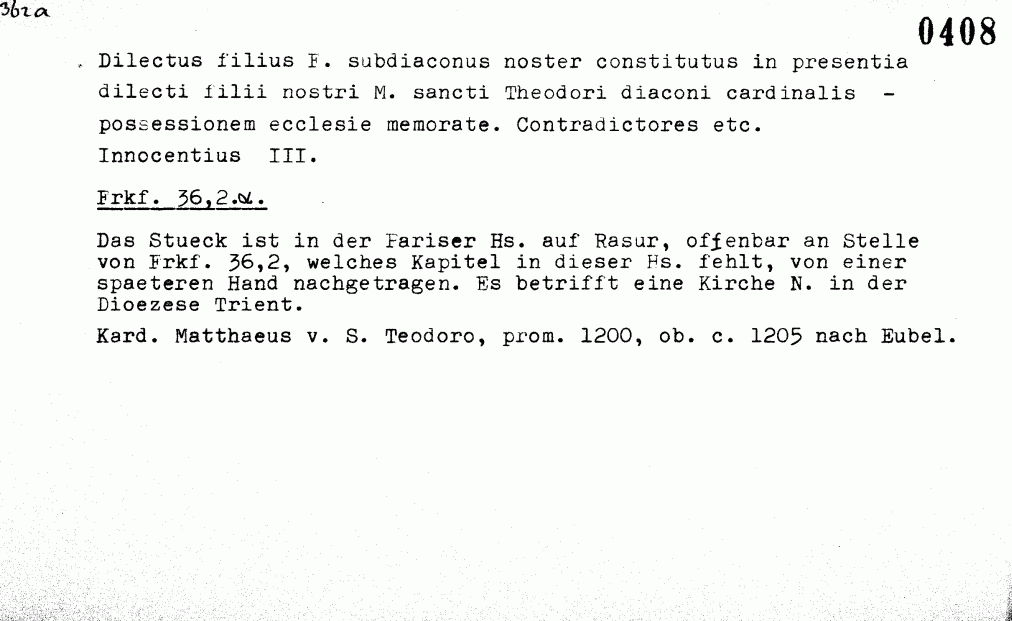 362a
0408
Dilectus filius F. subdiaconus noster constitutus in presentia
dilecti filii nostri M. sancti Theodori diaconi cardinalis -
possessionem ecclesie memorate. Contradictores etc.
Innocentius III.
Frkf. 36,2.α.
Das Stueck ist in der Pariser Hs. auf Rasur, offenbar an Stelle
von Frkf. 36,2, welches Kapitel in dieser Hs. fehlt, von einer
spaeteren Hand nachgetragen. Es betrifft eine Kirche N. in der
Dioezese Trient.
Kard. Matthaeus v. S. Teodoro, prom. 1200, ob. c. 1205 nach Eubel.